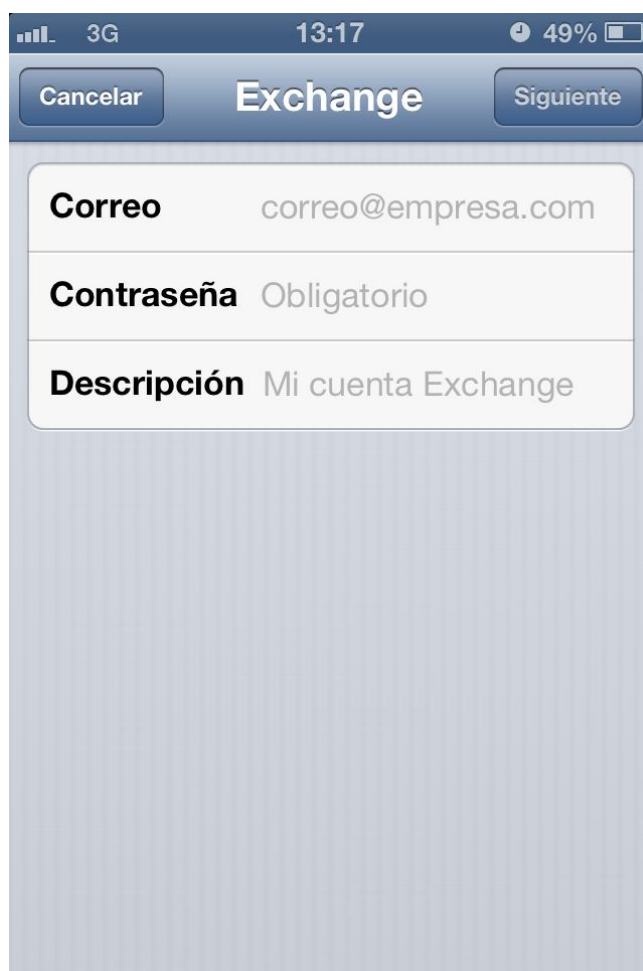 3G 13:17 49%
Cancelar Exchange Siguiente
Correo correo@empresa.com
Contraseña Obligatorio
Descripción Mi cuenta Exchange